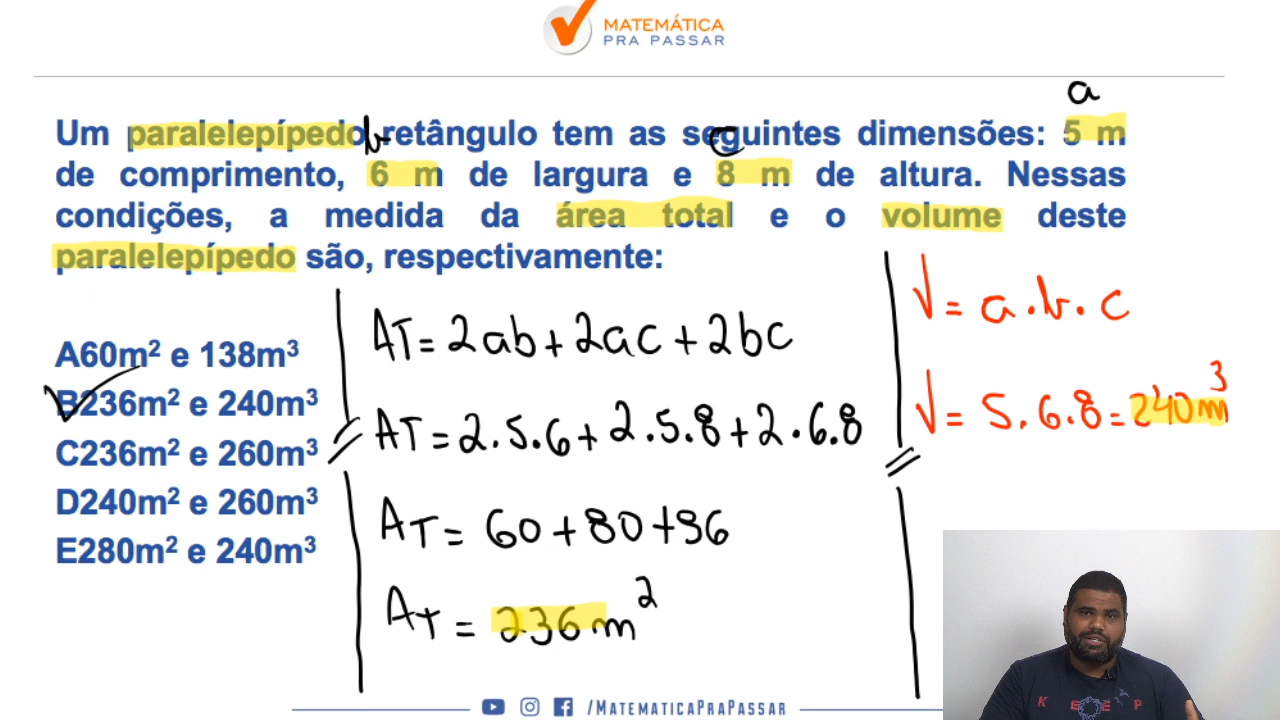 MATEMÁTICA
PRA PASSAR
a
Um paralelepípedo retângulo tem as seguintes dimensões: 5 m
b
c
de comprimento, 6 m de largura e 8 m de altura. Nessas
condições, a medida da área total e o volume deste
paralelepípedo são, respectivamente:
A60m² e 138m³
B236m² e 240m³
C236m² e 260m³
D240m² e 260m³
E280m² e 240m³
AT = 2ab + 2ac + 2bc
AT = 2.5.6 + 2.5.8 + 2.6.8
AT = 60 + 80 + 96
AT = 236 m²
V = a.b.c
V = 5.6.8 = 240m³
KEEP
/MATEMATICAPRAPASSAR